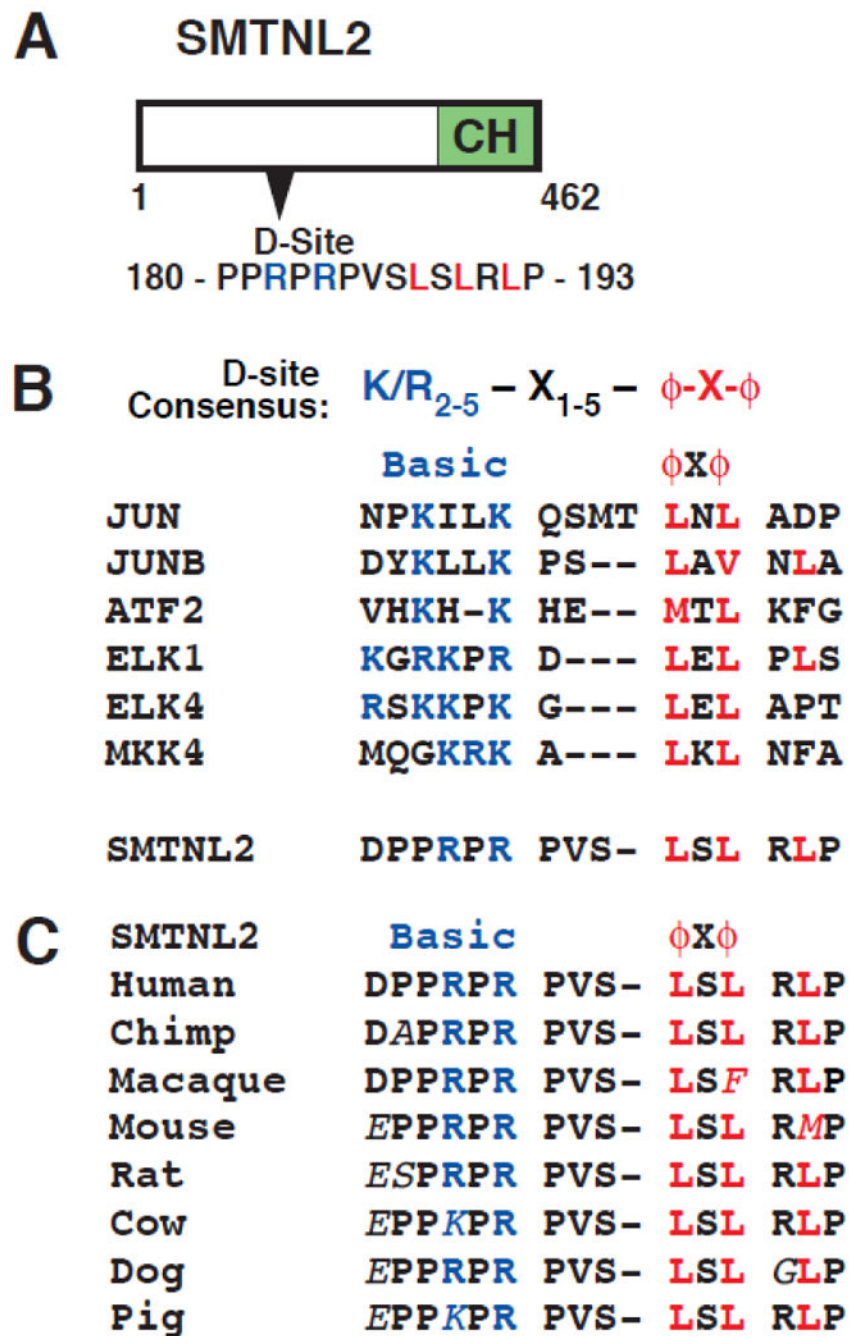 A SMTNL2
CH
1 462
D-Site
180 - PPRPRPVSLSLRLP - 193
B D-site Consensus: K/R2-5 – X1-5 – ϕ-X-ϕ
Basic ϕXϕ
JUN NPKILK QSMT LNL ADP
JUNB DYKLLK PS-- LAV NLA
ATF2 VHKH-K HE-- MTL KFG
ELK1 KGRKPR D--- LEL PLS
ELK4 RSKKPK G--- LEL APT
MKK4 MQGKRK A--- LKL NFA
SMTNL2 DPPRPR PVS- LSL RLP
C SMTNL2 Basic ϕXϕ
Human DPPRPR PVS- LSL RLP
Chimp DAPRPR PVS- LSL RLP
Macaque DPPRPR PVS- LSF RLP
Mouse EPPRPR PVS- LSL RMP
Rat ESPRPR PVS- LSL RLP
Cow EPPKPR PVS- LSL RLP
Dog EPPRPR PVS- LSL GLP
Pig EPPKPR PVS- LSL RLP